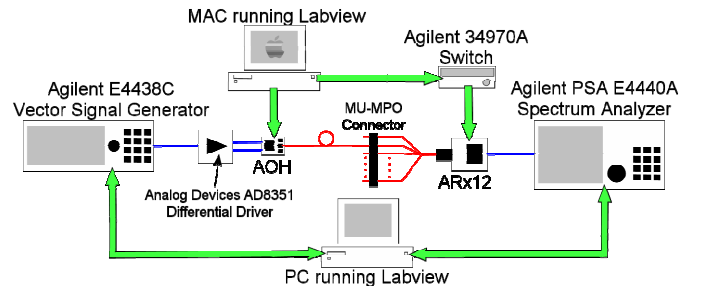 MAC running Labview
Agilent 34970A
Switch
Agilent E4438C
Vector Signal Generator
Agilent PSA E4440A
Spectrum Analyzer
MU-MPO
Connector
AOH
ARx12
Analog Devices AD8351
Differential Driver
PC running Labview